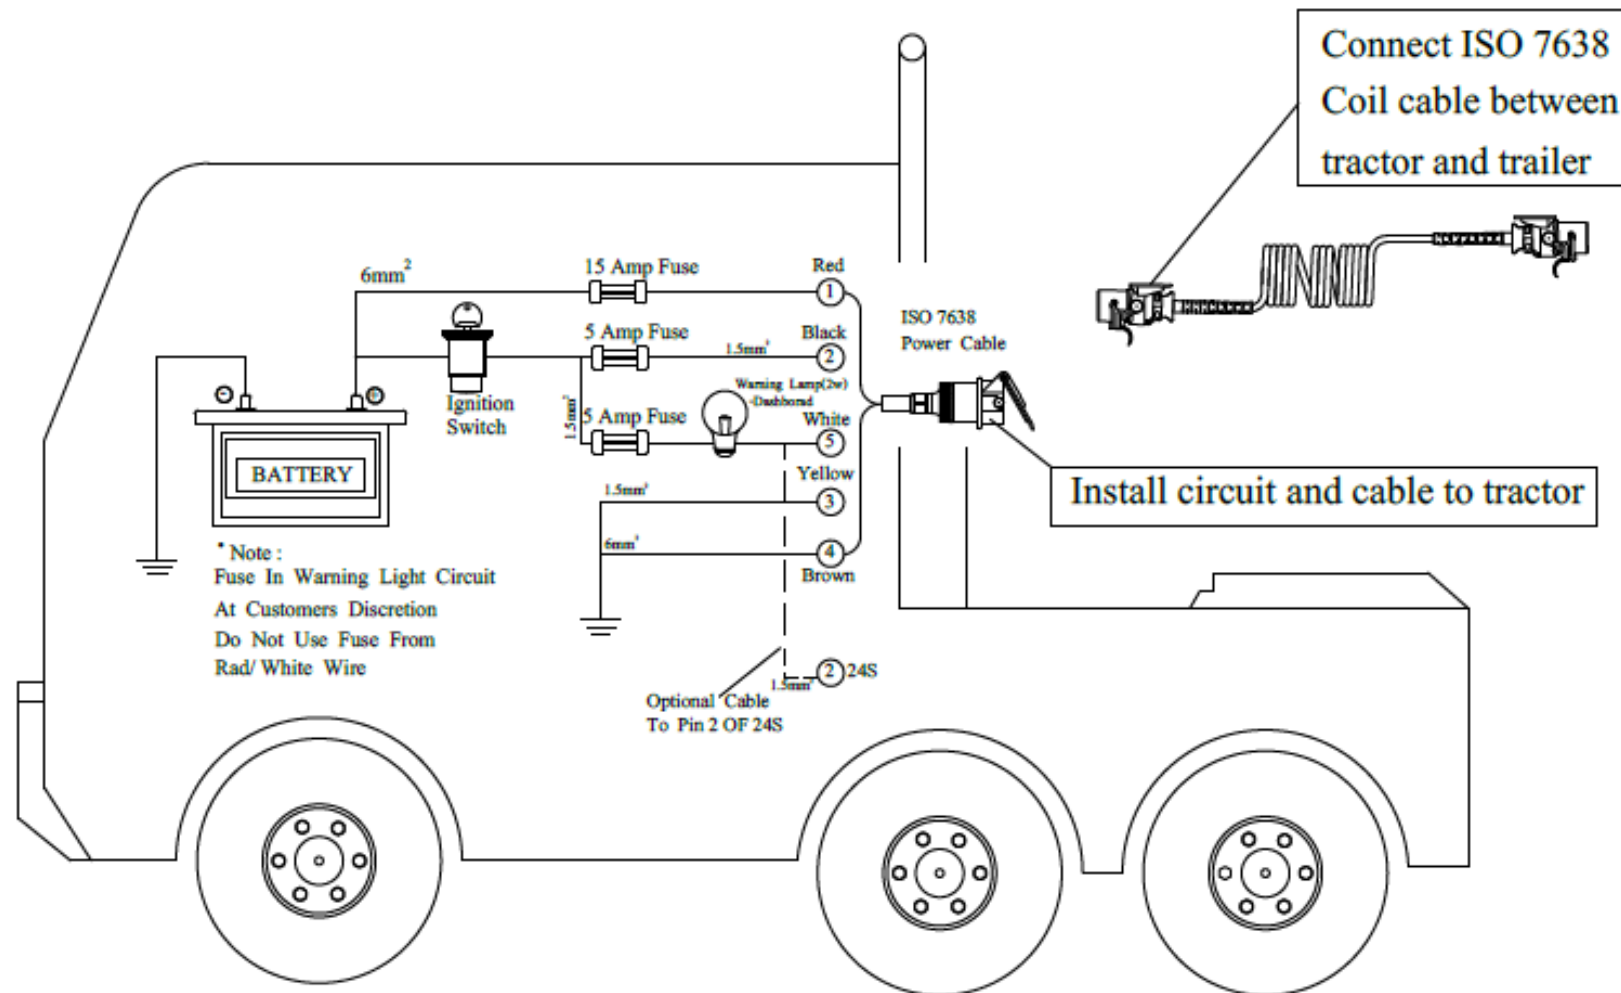 Connect ISO 7638
Coil cable between
tractor and trailer
6mm²
15 Amp Fuse
Red
1
ISO 7638
Power Cable
5 Amp Fuse
1.5mm²
Black
2
Ignition
Switch
1.5mm²
5 Amp Fuse
Warning Lamp(2w)
-Dashborad
White
5
BATTERY
Yellow
1.5mm²
3
6mm²
4
Brown
Install circuit and cable to tractor
* Note :
Fuse In Warning Light Circuit
At Customers Discretion
Do Not Use Fuse From
Rad/ White Wire
1.5mm²
2 24S
Optional Cable
To Pin 2 OF 24S